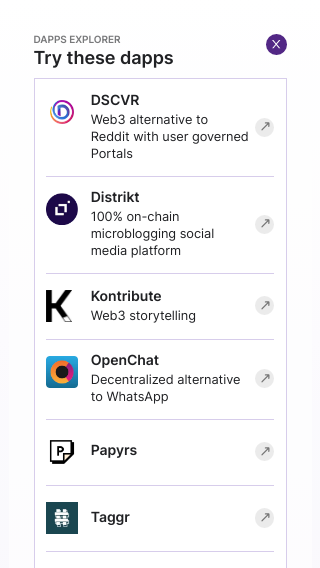 DAPPS EXPLORER
Try these dapps
X
DSCVR
Web3 alternative to
Reddit with user governed
Portals
Distrikt
100% on-chain
microblogging social
media platform
Kontribute
Web3 storytelling
OpenChat
Decentralized alternative
to WhatsApp
Papyrs
Taggr